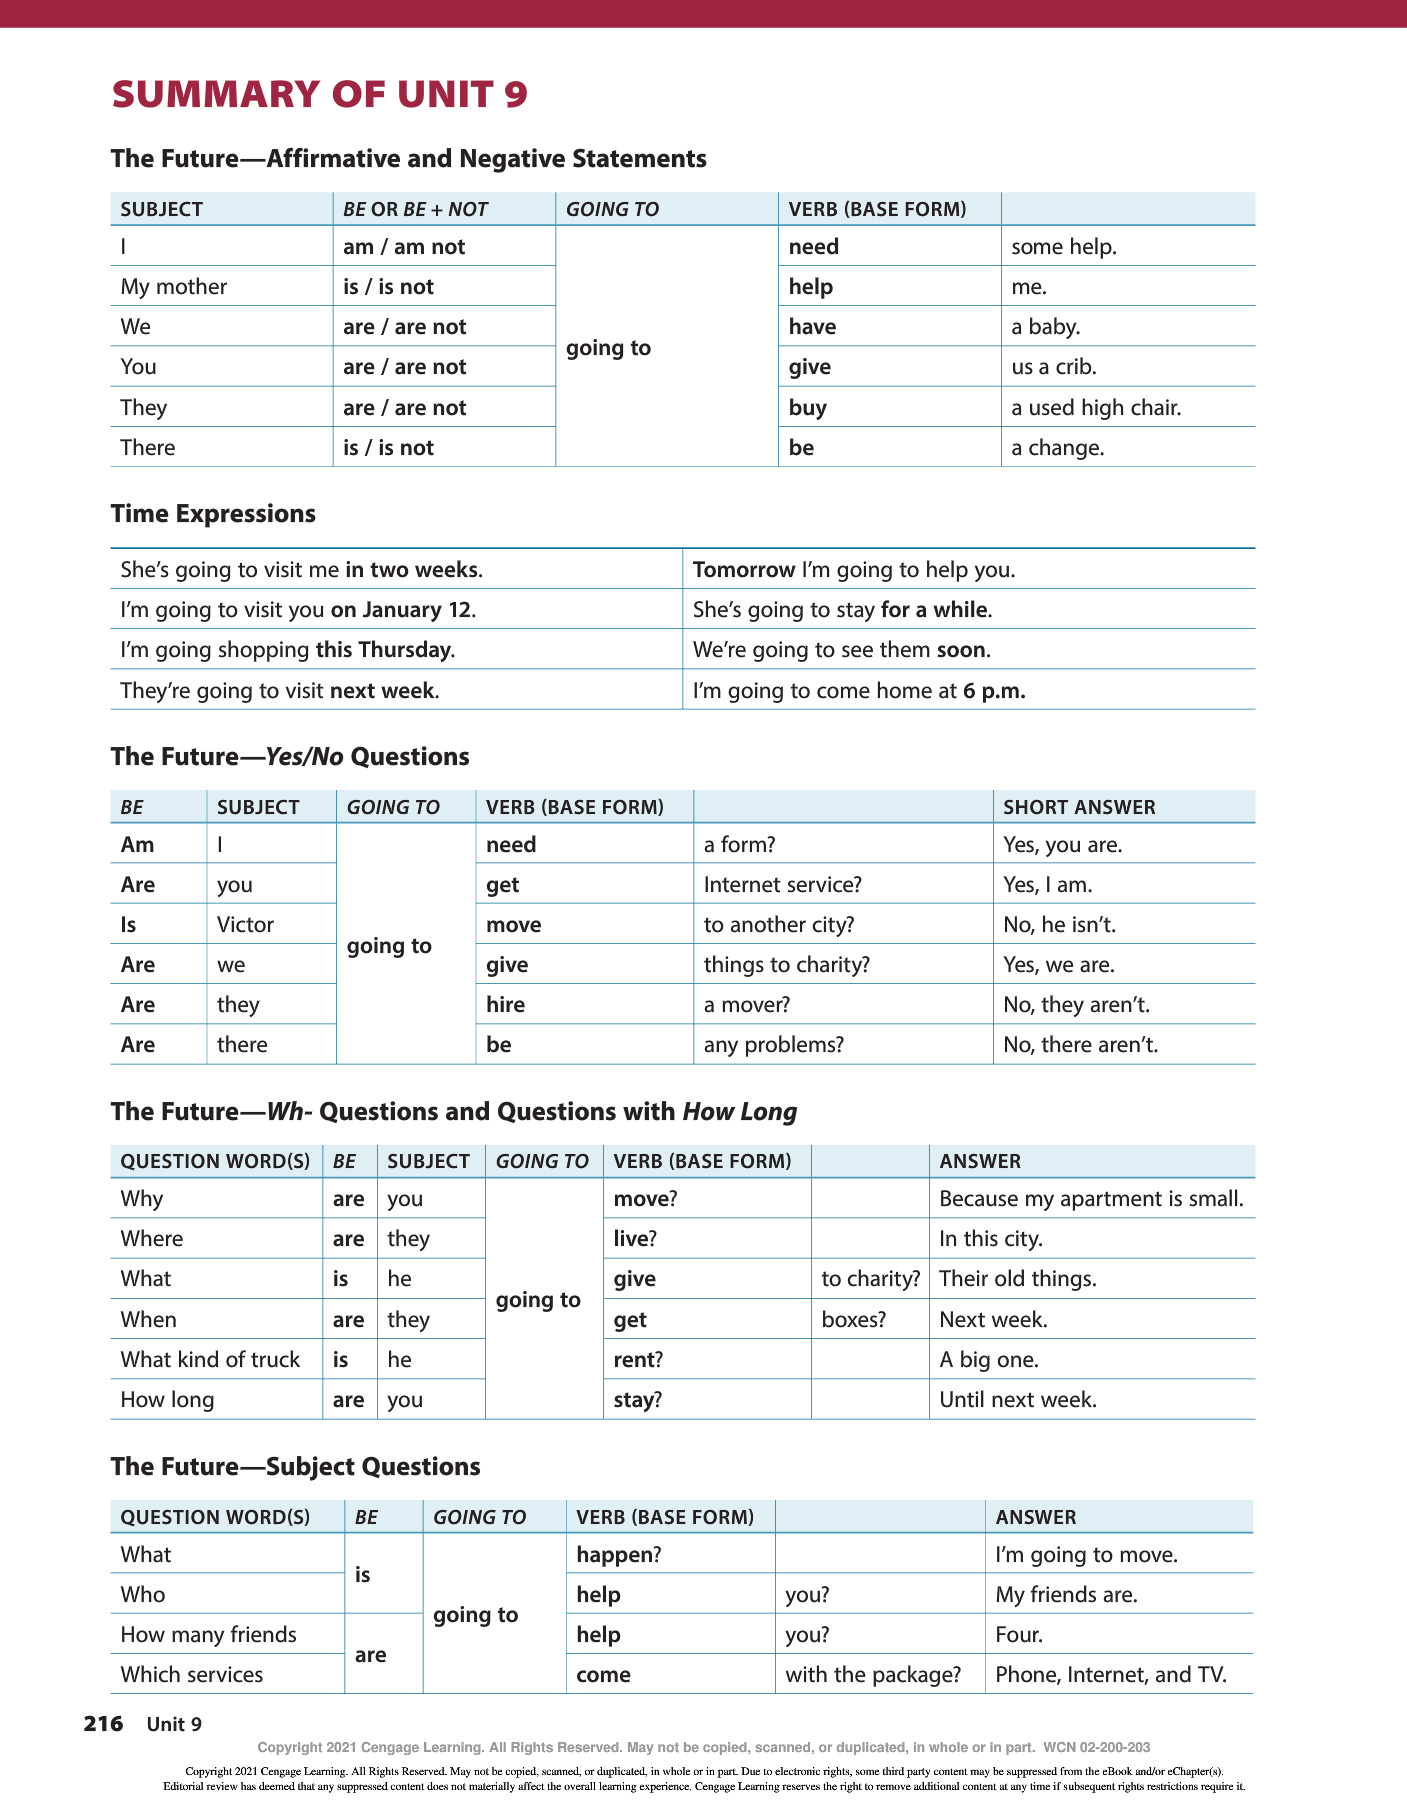 SUMMARY OF UNIT 9
The Future—Affirmative and Negative Statements
SUBJECT BE OR BE + NOT GOING TO VERB (BASE FORM)
I am / am not need some help.
My mother is / is not help me.
We are / are not have a baby.
going to
You are / are not give us a crib.
They are / are not buy a used high chair.
There is / is not be a change.
Time Expressions
She's going to visit me in two weeks. Tomorrow I'm going to help you.
I'm going to visit you on January 12. She's going to stay for a while.
I'm going shopping this Thursday. We're going to see them soon.
They're going to visit next week. I'm going to come home at 6 p.m.
The Future—Yes/No Questions
BE SUBJECT GOING TO VERB (BASE FORM) SHORT ANSWER
Am I need a form? Yes, you are.
Are you get Internet service? Yes, I am.
Is Victor move to another city? No, he isn't.
going to
Are we give things to charity? Yes, we are.
Are they hire a mover? No, they aren't.
Are there be any problems? No, there aren't.
The Future—Wh- Questions and Questions with How Long
QUESTION WORD(S) BE SUBJECT GOING TO VERB (BASE FORM) ANSWER
Why are you move? Because my apartment is small.
Where are they live? In this city.
What is he give to charity? Their old things.
going to
When are they get boxes? Next week.
What kind of truck is he rent? A big one.
How long are you stay? Until next week.
The Future—Subject Questions
QUESTION WORD(S) BE GOING TO VERB (BASE FORM) ANSWER
What happen? I'm going to move.
is
Who help you? My friends are.
going to
How many friends help you? Four.
are
Which services come with the package? Phone, Internet, and TV.
216 Unit 9
Copyright 2021 Cengage Learning. All Rights Reserved. May not be copied, scanned, or duplicated, in whole or in part. WCN 02-200-203
Copyright 2021 Cengage Learning. All Rights Reserved. May not be copied, scanned, or duplicated, in whole or in part. Due to electronic rights, some third party content may be suppressed from the eBook and/or eChapter(s).
Editorial review has deemed that any suppressed content does not materially affect the overall learning experience. Cengage Learning reserves the right to remove additional content at any time if subsequent rights restrictions require it.